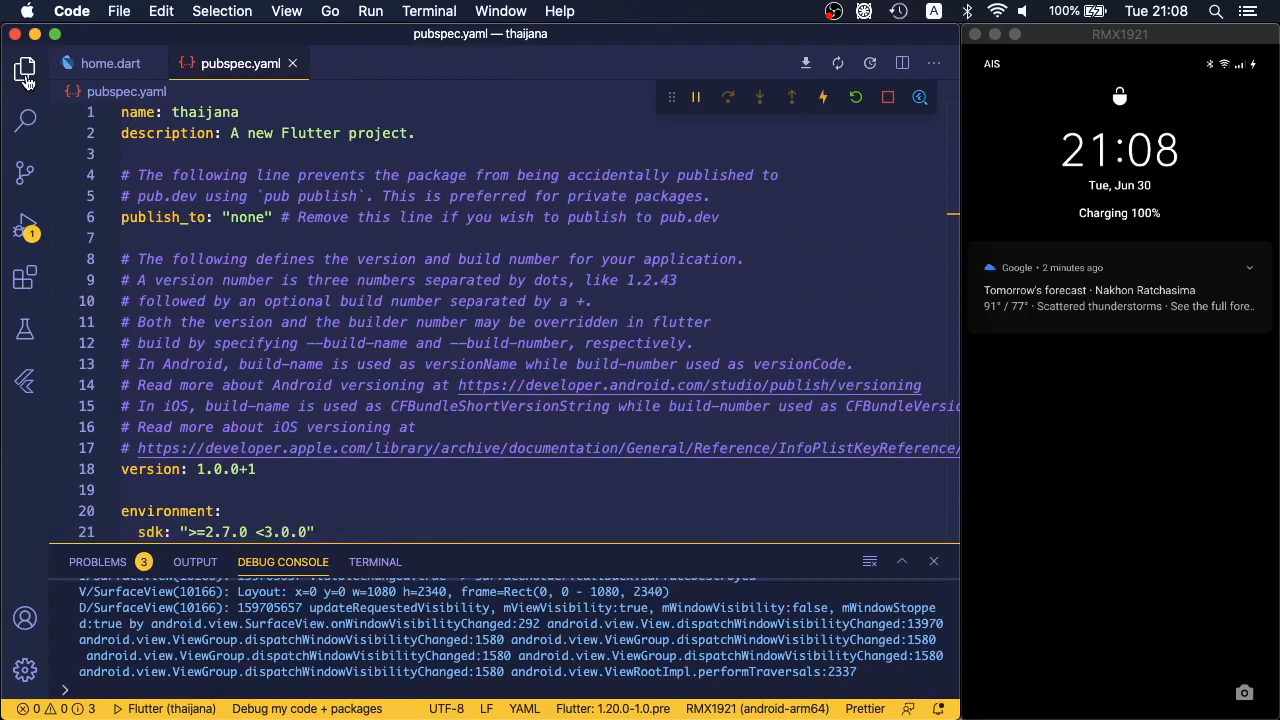 Code File Edit Selection View Go Run Terminal Window Help A 100% Tue 21:08
pubspec.yaml — thaijana
RMX1921
home.dart {..} pubspec.yaml
{..} pubspec.yaml
1 name: thaijana
2 description: A new Flutter project.
3
4 # The following line prevents the package from being accidentally published to
5 # pub.dev using `pub publish`. This is preferred for private packages.
6 publish_to: "none" # Remove this line if you wish to publish to pub.dev
7
8 # The following defines the version and build number for your application.
9 # A version number is three numbers separated by dots, like 1.2.43
10 # followed by an optional build number separated by a +.
11 # Both the version and the builder number may be overridden in flutter
12 # build by specifying --build-name and --build-number, respectively.
13 # In Android, build-name is used as versionName while build-number used as versionCode.
14 # Read more about Android versioning at https://developer.android.com/studio/publish/versioning
15 # In iOS, build-name is used as CFBundleShortVersionString while build-number used as CFBundleVersio
16 # Read more about iOS versioning at
17 # https://developer.apple.com/library/archive/documentation/General/Reference/InfoPlistKeyReference/
18 version: 1.0.0+1
19
20 environment:
21 sdk: ">=2.7.0 <3.0.0"
1
PROBLEMS 3 OUTPUT DEBUG CONSOLE TERMINAL
V/SurfaceView(10166): Layout: x=0 y=0 w=1080 h=2340, frame=Rect(0, 0 - 1080, 2340)
D/SurfaceView(10166): 159705657 updateRequestedVisibility, mViewVisibility:true, mWindowVisibility:false, mWindowStoppe
d:true by android.view.SurfaceView.onWindowVisibilityChanged:292 android.view.View.dispatchWindowVisibilityChanged:13970
android.view.ViewGroup.dispatchWindowVisibilityChanged:1580 android.view.ViewGroup.dispatchWindowVisibilityChanged:1580
android.view.ViewGroup.dispatchWindowVisibilityChanged:1580 android.view.ViewGroup.dispatchWindowVisibilityChanged:1580
android.view.ViewGroup.dispatchWindowVisibilityChanged:1580 android.view.ViewRootImpl.performTraversals:2337
>
0 0 3 Flutter (thaijana) Debug my code + packages UTF-8 LF YAML Flutter: 1.20.0-1.0.pre RMX1921 (android-arm64) Prettier
AIS
21:08
Tue, Jun 30
Charging 100%
Google • 2 minutes ago
Tomorrow's forecast · Nakhon Ratchasima
91° / 77° · Scattered thunderstorms · See the full fore..